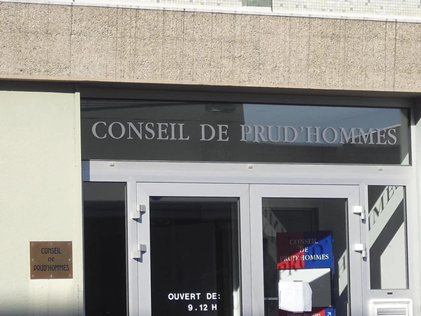 CONSEIL DE PRUD'HOMMES
CONSEIL
DE
PRUD'HOMMES
CONSEIL
DE
PRUD'HOMMES
OUVERT DE:
9.12 H